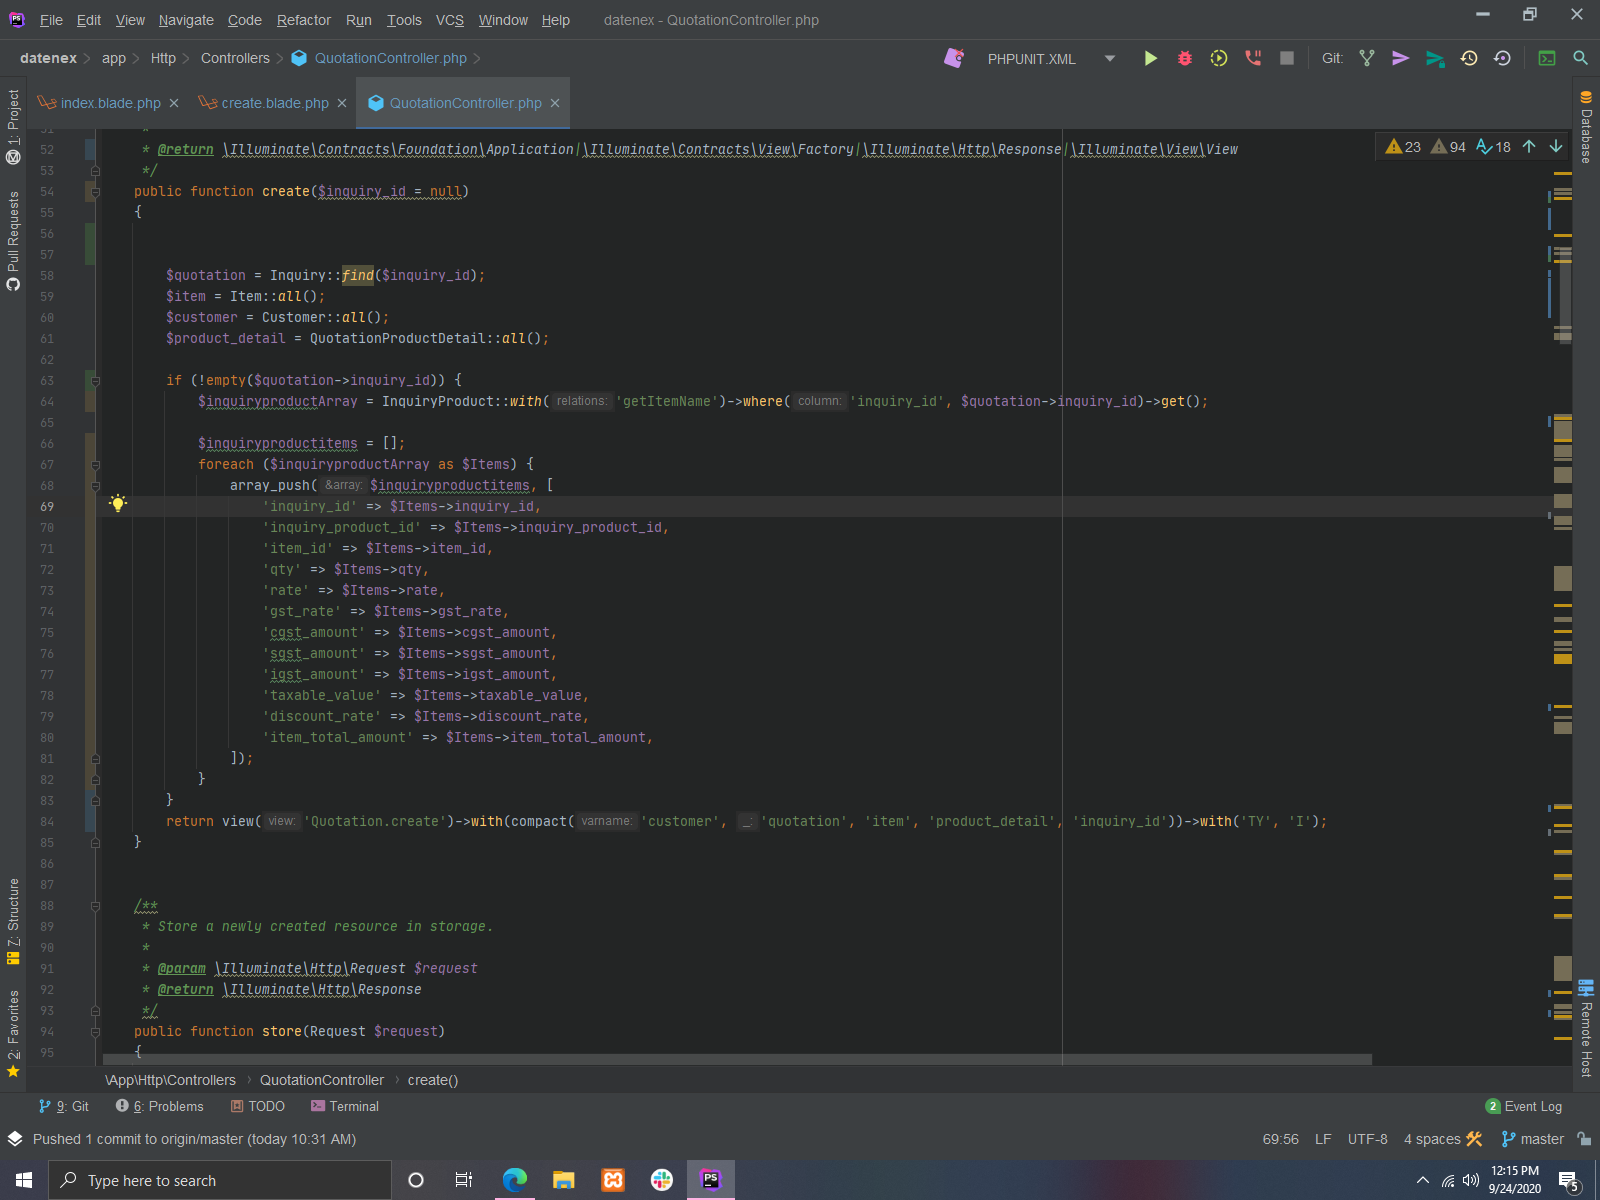 File Edit View Navigate Code Refactor Run Tools VCS Window Help datenex - QuotationController.php
datenex app Http Controllers QuotationController.php PHPUNIT.XML Git:
index.blade.php create.blade.php QuotationController.php
1: Project
Pull Requests
7: Structure
2: Favorites
Database
Remote Host
23 94 18
51 *
52 * @return \Illuminate\Contracts\Foundation\Application|\Illuminate\Contracts\View\Factory|\Illuminate\Http\Response|\Illuminate\View\View
53 */
54 public function create($inquiry_id = null)
55 {
56
57
58 $quotation = Inquiry::find($inquiry_id);
59 $item = Item::all();
60 $customer = Customer::all();
61 $product_detail = QuotationProductDetail::all();
62
63 if (!empty($quotation->inquiry_id)) {
64 $inquiryproductArray = InquiryProduct::with( relations: 'getItemName')->where( column: 'inquiry_id', $quotation->inquiry_id)->get();
65
66 $inquiryproductitems = [];
67 foreach ($inquiryproductArray as $Items) {
68 array_push( &array: $inquiryproductitems, [
69 'inquiry_id' => $Items->inquiry_id,
70 'inquiry_product_id' => $Items->inquiry_product_id,
71 'item_id' => $Items->item_id,
72 'qty' => $Items->qty,
73 'rate' => $Items->rate,
74 'gst_rate' => $Items->gst_rate,
75 'cgst_amount' => $Items->cgst_amount,
76 'sgst_amount' => $Items->sgst_amount,
77 'igst_amount' => $Items->igst_amount,
78 'taxable_value' => $Items->taxable_value,
79 'discount_rate' => $Items->discount_rate,
80 'item_total_amount' => $Items->item_total_amount,
81 ]);
82 }
83 }
84 return view( view: 'Quotation.create')->with(compact( varname: 'customer', _: 'quotation', 'item', 'product_detail', 'inquiry_id'))->with('TY', 'I');
85 }
86
87
88 /**
89 * Store a newly created resource in storage.
90 *
91 * @param \Illuminate\Http\Request $request
92 * @return \Illuminate\Http\Response
93 */
94 public function store(Request $request)
95 {
\App\Http\Controllers QuotationController create()
9: Git 6: Problems TODO Terminal 2 Event Log
Pushed 1 commit to origin/master (today 10:31 AM) 69:56 LF UTF-8 4 spaces master
Type here to search PS 12:15 PM
9/24/2020 5